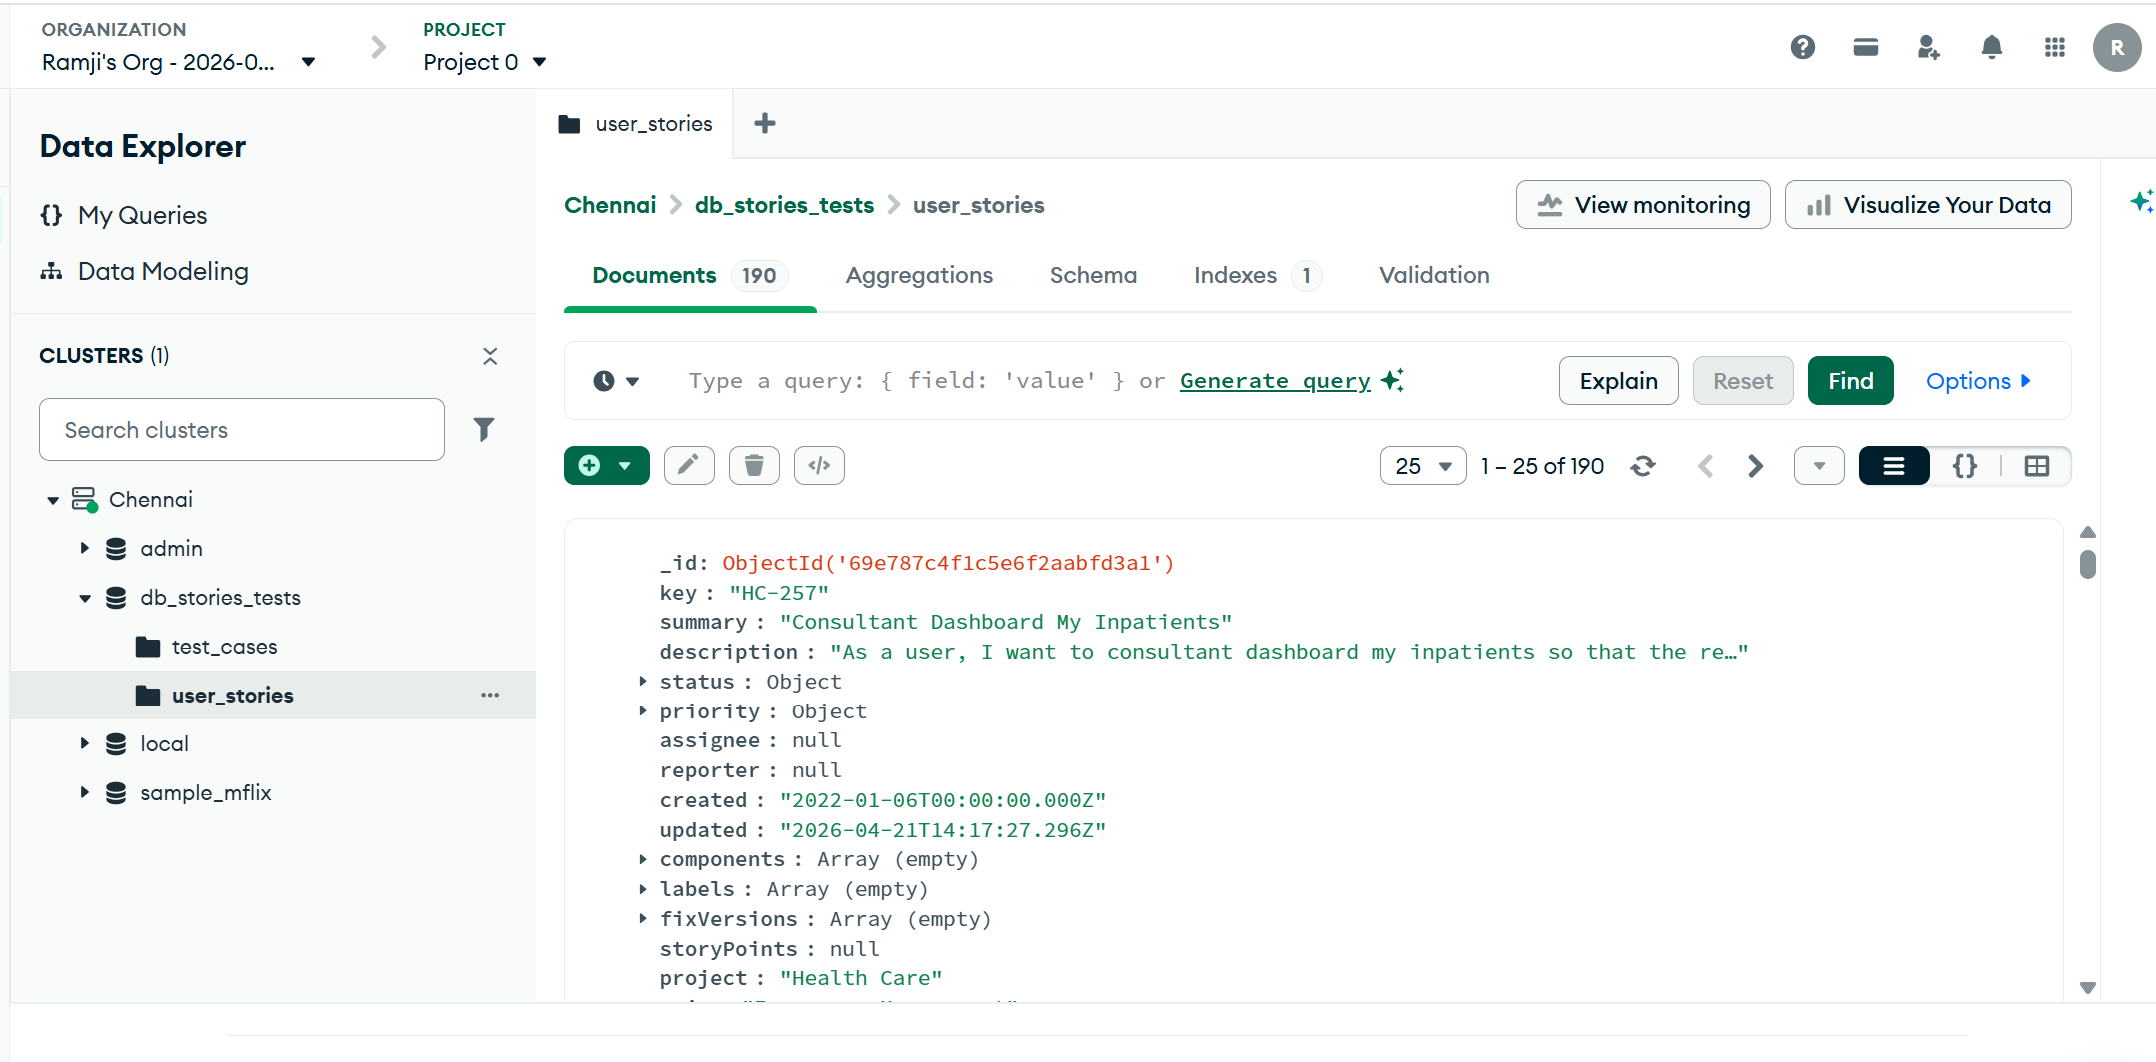 ORGANIZATION
Ramji's Org - 2026-0...
PROJECT
Project 0
R
Data Explorer
My Queries
Data Modeling
CLUSTERS (1)
Search clusters
Chennai
admin
db_stories_tests
test_cases
user_stories
local
sample_mflix
user_stories
Chennai > db_stories_tests > user_stories
View monitoring
Visualize Your Data
Documents 190 Aggregations Schema Indexes 1 Validation
Type a query: { field: 'value' } or Generate query
Explain Reset Find Options
25 1 – 25 of 190
_id: ObjectId('69e787c4f1c5e6f2aabfd3a1')
key : "HC-257"
summary : "Consultant Dashboard My Inpatients"
description : "As a user, I want to consultant dashboard my inpatients so that the re…"
status : Object
priority : Object
assignee : null
reporter : null
created : "2022-01-06T00:00:00.000Z"
updated : "2026-04-21T14:17:27.296Z"
components : Array (empty)
labels : Array (empty)
fixVersions : Array (empty)
storyPoints : null
project : "Health Care"